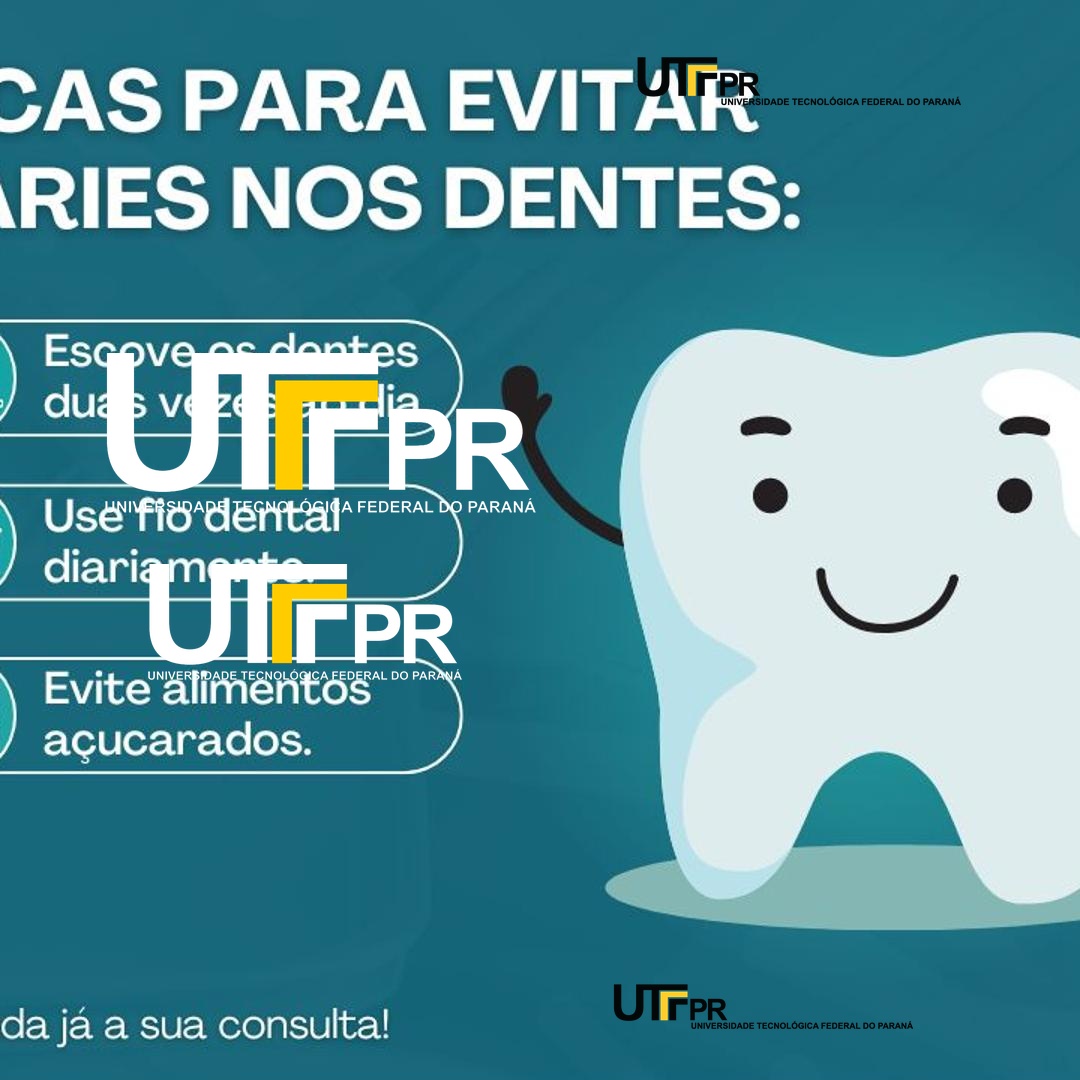 CAS PARA EVITAR
ARIES NOS DENTES:
UTFPR
UNIVERSIDADE TECNOLÓGICA FEDERAL DO PARANÁ
Escove os dentes
duas vezes ao dia
UTFPR
UNIVERSIDADE TECNOLÓGICA FEDERAL DO PARANÁ
Use fio dental
diariamente.
UTFPR
UNIVERSIDADE TECNOLÓGICA FEDERAL DO PARANÁ
Evite alimentos
açucarados.
da já a sua consulta!
UTFPR
UNIVERSIDADE TECNOLÓGICA FEDERAL DO PARANÁ